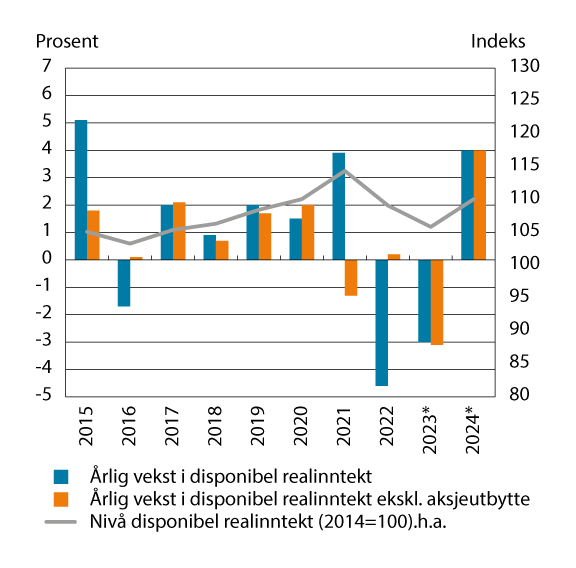 Prosent Indeks
7 130
6 125
5 120
4 115
3
2 110
1 105
0 100
-1 95
-2 90
-3 85
-4
-5 80
2015 2016 2017 2018 2019 2020 2021 2022 2023* 2024*
Årlig vekst i disponibel realinntekt
Årlig vekst i disponibel realinntekt ekskl. aksjeutbytte
Nivå disponibel realinntekt (2014=100).h.a.